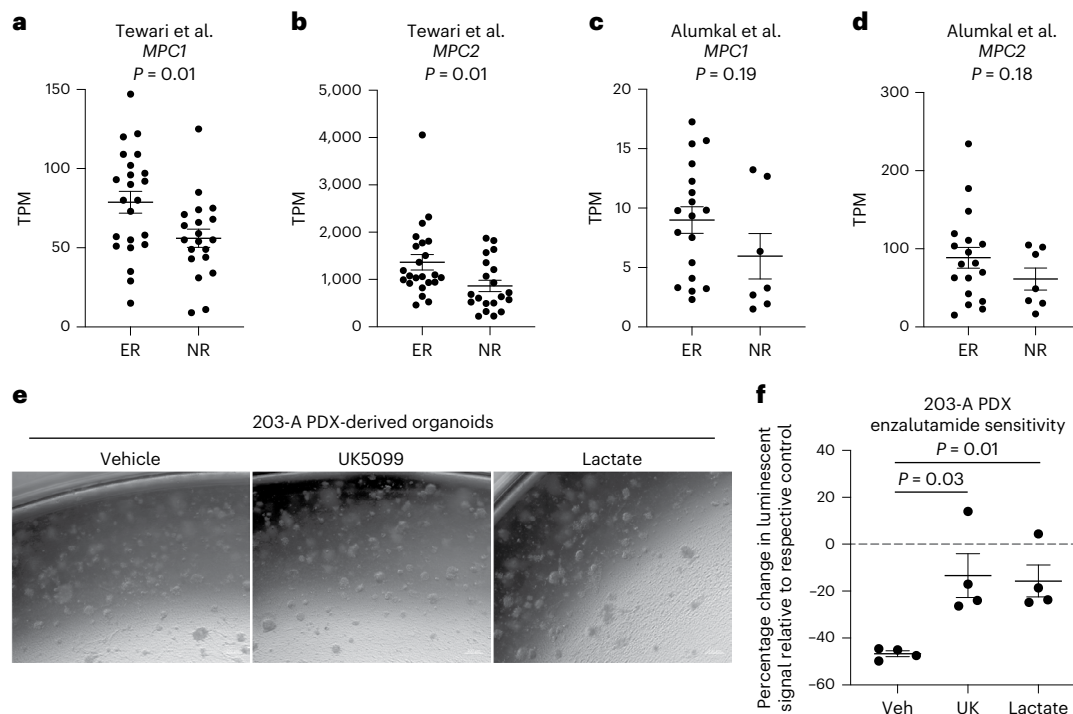 a
Tewari et al.
MPC1
P = 0.01
150
100
50
0
TPM
ER
NR
b
Tewari et al.
MPC2
P = 0.01
5,000
4,000
3,000
2,000
1,000
0
TPM
ER
NR
c
Alumkal et al.
MPC1
P = 0.19
20
15
10
5
0
TPM
ER
NR
d
Alumkal et al.
MPC2
P = 0.18
300
200
100
0
TPM
ER
NR
e
203-A PDX-derived organoids
Vehicle
UK5099
Lactate
f
203-A PDX
enzalutamide sensitivity
P = 0.01
P = 0.03
Percentage change in luminescent
signal relative to respective control
40
20
0
−20
−40
−60
Veh
UK
Lactate